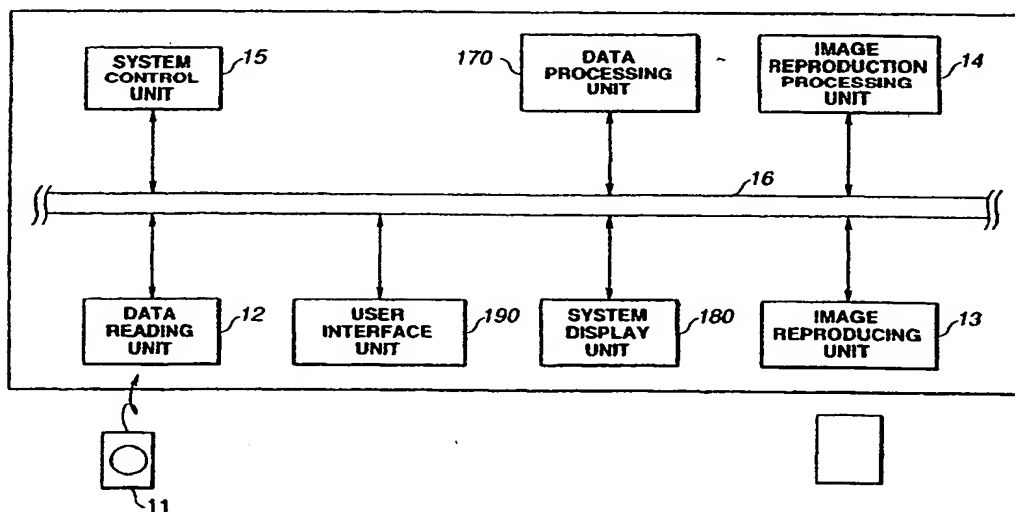 SYSTEM
CONTROL
UNIT
15
170
DATA
PROCESSING
UNIT
IMAGE
REPRODUCTION
PROCESSING
UNIT
14
16
DATA
READING
UNIT
12
USER
INTERFACE
UNIT
190
SYSTEM
DISPLAY
UNIT
180
IMAGE
REPRODUCING
UNIT
13
11